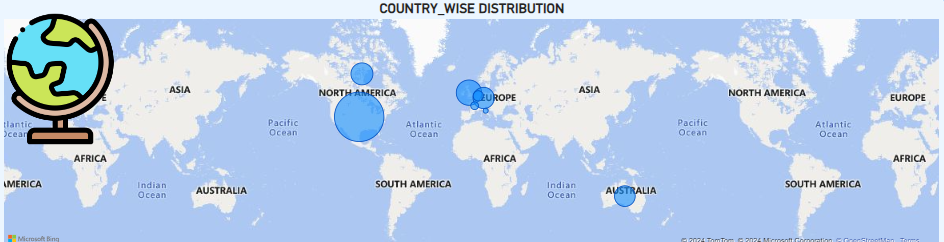 COUNTRY_WISE DISTRIBUTION
ASIA
NORTH AMERICA
EUROPE
ASIA
NORTH AMERICA
EUROPE
Pacific
Ocean
Atlantic
Ocean
Pacific
Ocean
Atlantic
Ocean
AFRICA
AFRICA
AFRICA
AMERICA
Indian
Ocean
AUSTRALIA
SOUTH AMERICA
Indian
Ocean
AUSTRALIA
SOUTH AMERICA
Microsoft Bing
© 2024 TomTom, © 2024 Microsoft Corporation, © OpenStreetMap Terms